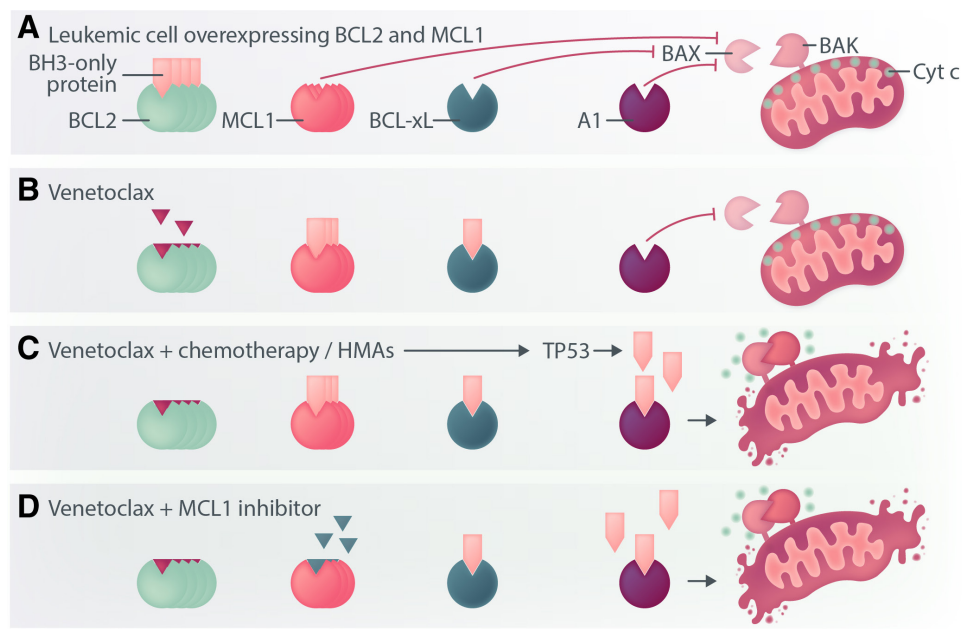 A Leukemic cell overexpressing BCL2 and MCL1
BH3-only
protein
BCL2
MCL1
BCL-xL
A1
BAX
BAK
Cyt c
B Venetoclax
C Venetoclax + chemotherapy / HMAs
TP53
D Venetoclax + MCL1 inhibitor